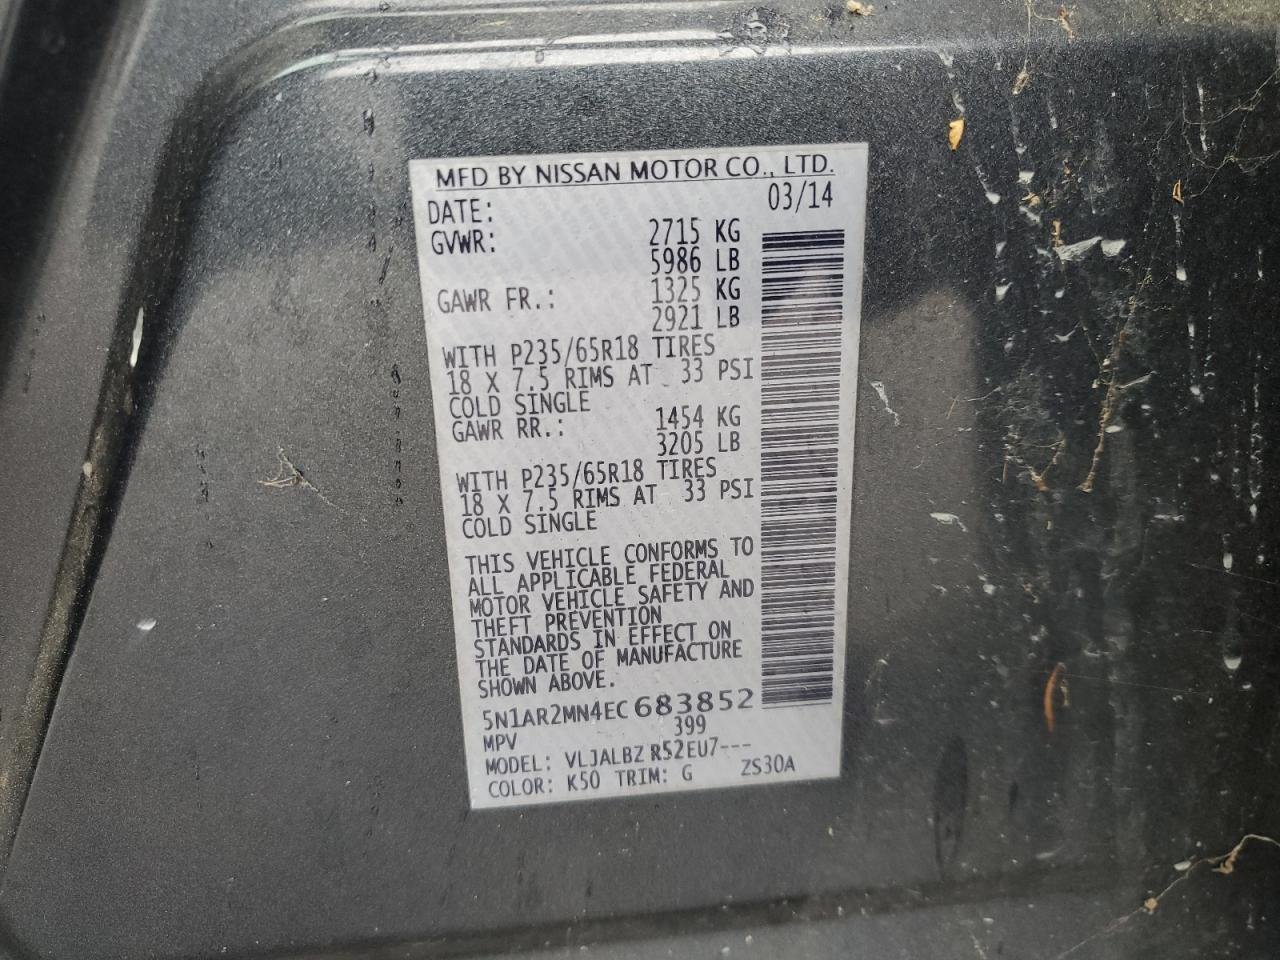 MFD BY NISSAN MOTOR CO., LTD.
DATE: 03/14
GVWR: 2715 KG
5986 LB
GAWR FR.: 1325 KG
2921 LB
WITH P235/65R18 TIRES
18 X 7.5 RIMS AT 33 PSI
COLD SINGLE
GAWR RR.: 1454 KG
3205 LB
WITH P235/65R18 TIRES
18 X 7.5 RIMS AT 33 PSI
COLD SINGLE
THIS VEHICLE CONFORMS TO
ALL APPLICABLE FEDERAL
MOTOR VEHICLE SAFETY AND
THEFT PREVENTION
STANDARDS IN EFFECT ON
THE DATE OF MANUFACTURE
SHOWN ABOVE.
5N1AR2MN4EC683852
MPV 399
MODEL: VLJALBZ R52EU7---
COLOR: K50 TRIM: G ZS30A